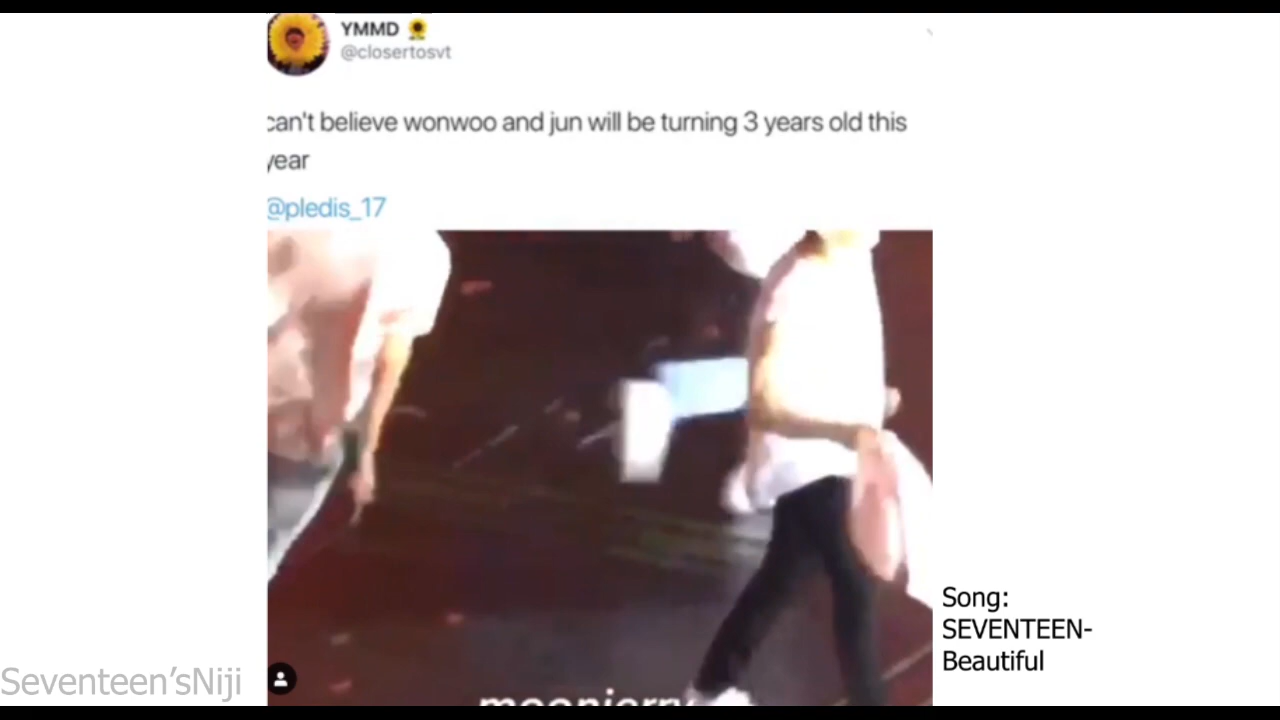 YMMD 🌻
@closertosvt
can't believe wonwoo and jun will be turning 3 years old this
year
@pledis_17
Song:
SEVENTEEN-
Beautiful
Seventeen'sNiji